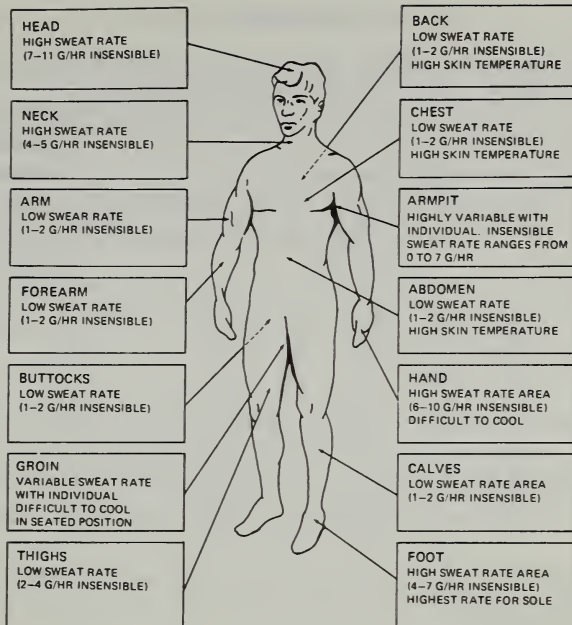 HEAD
HIGH SWEAT RATE
(7–11 G/HR INSENSIBLE)
NECK
HIGH SWEAT RATE
(4–5 G/HR INSENSIBLE)
ARM
LOW SWEAR RATE
(1–2 G/HR INSENSIBLE)
FOREARM
LOW SWEAT RATE
(1–2 G/HR INSENSIBLE)
BUTTOCKS
LOW SWEAT RATE
(1–2 G/HR INSENSIBLE)
GROIN
VARIABLE SWEAT RATE
WITH INDIVIDUAL
DIFFICULT TO COOL
IN SEATED POSITION
THIGHS
LOW SWEAT RATE
(2–4 G/HR INSENSIBLE)
BACK
LOW SWEAT RATE
(1–2 G/HR INSENSIBLE)
HIGH SKIN TEMPERATURE
CHEST
LOW SWEAT RATE
(1–2 G/HR INSENSIBLE)
HIGH SKIN TEMPERATURE
ARMPIT
HIGHLY VARIABLE WITH
INDIVIDUAL. INSENSIBLE
SWEAT RATE RANGES FROM
0 TO 7 G/HR
ABDOMEN
LOW SWEAT RATE
(1–2 G/HR INSENSIBLE)
HIGH SKIN TEMPERATURE
HAND
HIGH SWEAT RATE AREA
(6–10 G/HR INSENSIBLE)
DIFFICULT TO COOL
CALVES
LOW SWEAT RATE AREA
(1–2 G/HR INSENSIBLE)
FOOT
HIGH SWEAT RATE AREA
(4–7 G/HR INSENSIBLE)
HIGHEST RATE FOR SOLE